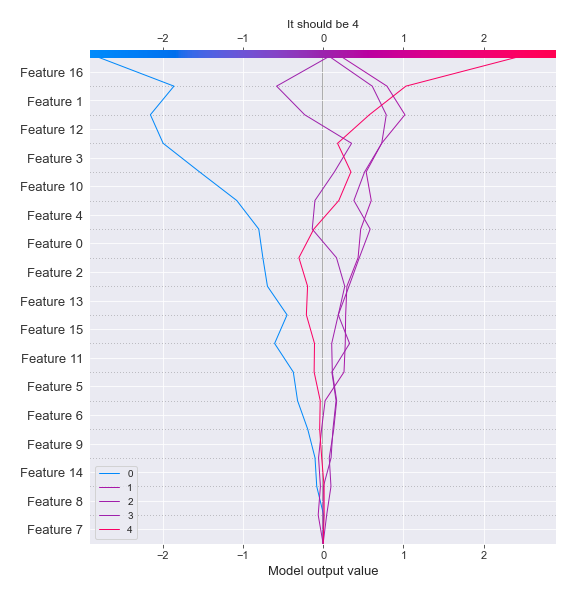 It should be 4
−2 −1 0 1 2
Feature 16
Feature 1
Feature 12
Feature 3
Feature 10
Feature 4
Feature 0
Feature 2
Feature 13
Feature 15
Feature 11
Feature 5
Feature 6
Feature 9
Feature 14
Feature 8
Feature 7
0
1
2
3
4
−2 −1 0 1 2
Model output value